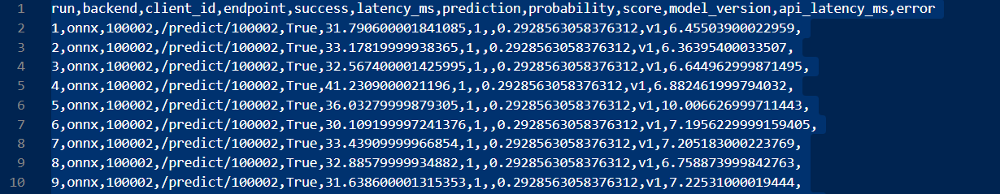 1 run,backend,client_id,endpoint,success,latency_ms,prediction,probability,score,model_version,api_latency_ms,error
2 1,onnx,100002,/predict/100002,True,31.790600001841085,1,,0.2928563058376312,v1,6.45503900022959,
3 2,onnx,100002,/predict/100002,True,33.17819999938365,1,,0.2928563058376312,v1,6.36395400033507,
4 3,onnx,100002,/predict/100002,True,32.567400001425995,1,,0.2928563058376312,v1,6.644962999871495,
5 4,onnx,100002,/predict/100002,True,41.2309000021196,1,,0.2928563058376312,v1,6.882461999794032,
6 5,onnx,100002,/predict/100002,True,36.03279999879305,1,,0.2928563058376312,v1,10.006626999711443,
7 6,onnx,100002,/predict/100002,True,30.109199997241376,1,,0.2928563058376312,v1,7.1956229999159405,
8 7,onnx,100002,/predict/100002,True,33.43909999966854,1,,0.2928563058376312,v1,7.205183000223769,
9 8,onnx,100002,/predict/100002,True,32.88579999934882,1,,0.2928563058376312,v1,6.758873999842763,
10 9,onnx,100002,/predict/100002,True,31.638600001315353,1,,0.2928563058376312,v1,7.22531000019444,